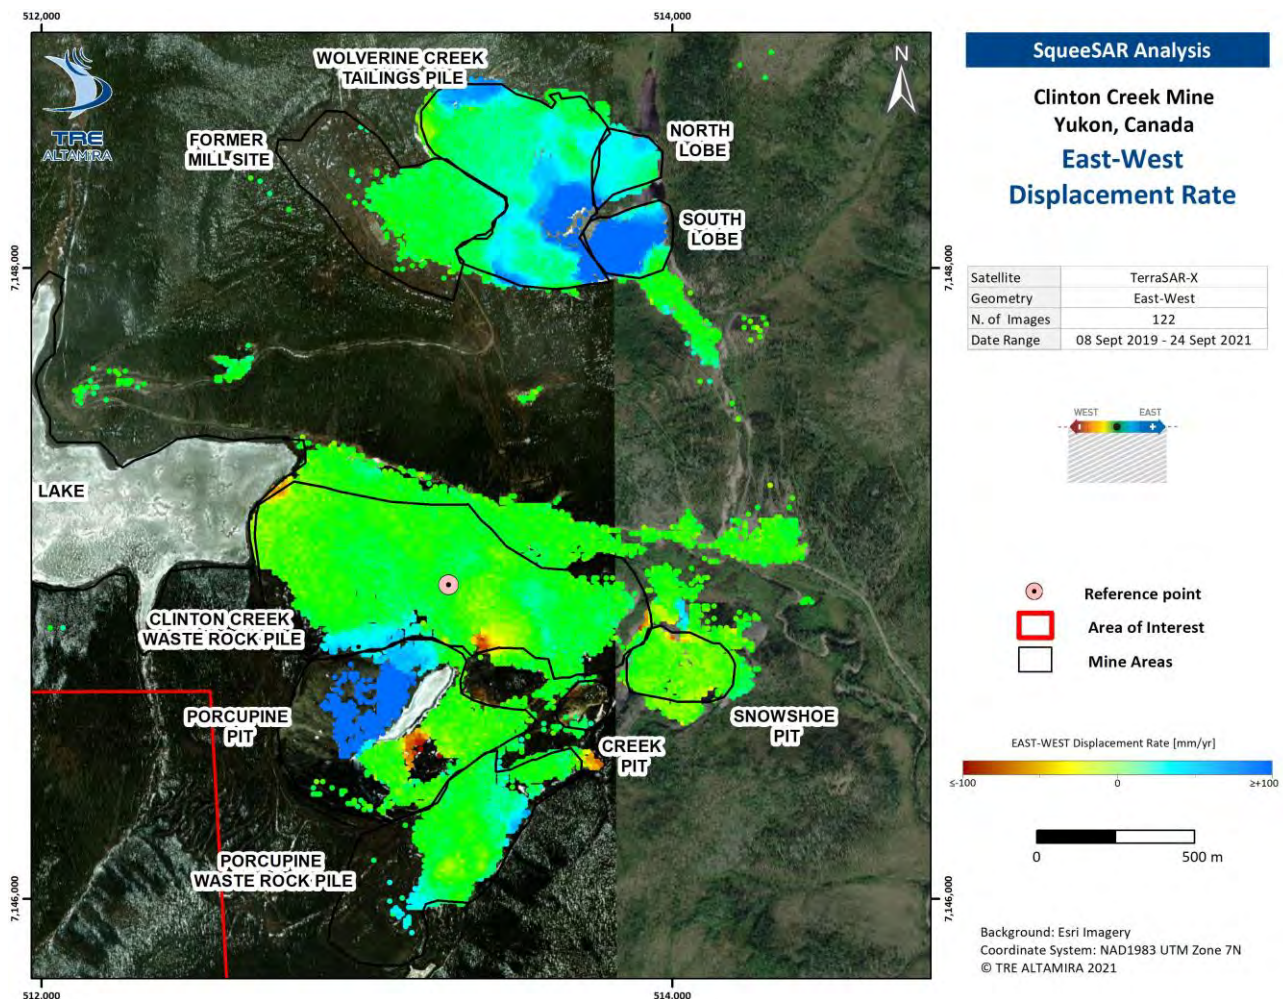 512,000
514,000
7,148,000
7,148,000
7,146,000
7,146,000
512,000
514,000
TRE
ALTAMIRA
N
WOLVERINE CREEK
TAILINGS PILE
FORMER
MILL SITE
NORTH
LOBE
SOUTH
LOBE
LAKE
CLINTON CREEK
WASTE ROCK PILE
PORCUPINE
PIT
SNOWSHOE
PIT
CREEK
PIT
PORCUPINE
WASTE ROCK PILE
SqueeSAR Analysis
Clinton Creek Mine
Yukon, Canada
East-West
Displacement Rate
Satellite TerraSAR-X
Geometry East-West
N. of Images 122
Date Range 08 Sept 2019 - 24 Sept 2021
WEST EAST
- +
Reference point
Area of Interest
Mine Areas
EAST-WEST Displacement Rate [mm/yr]
≤-100 0 ≥+100
0 500 m
Background: Esri Imagery
Coordinate System: NAD1983 UTM Zone 7N
© TRE ALTAMIRA 2021